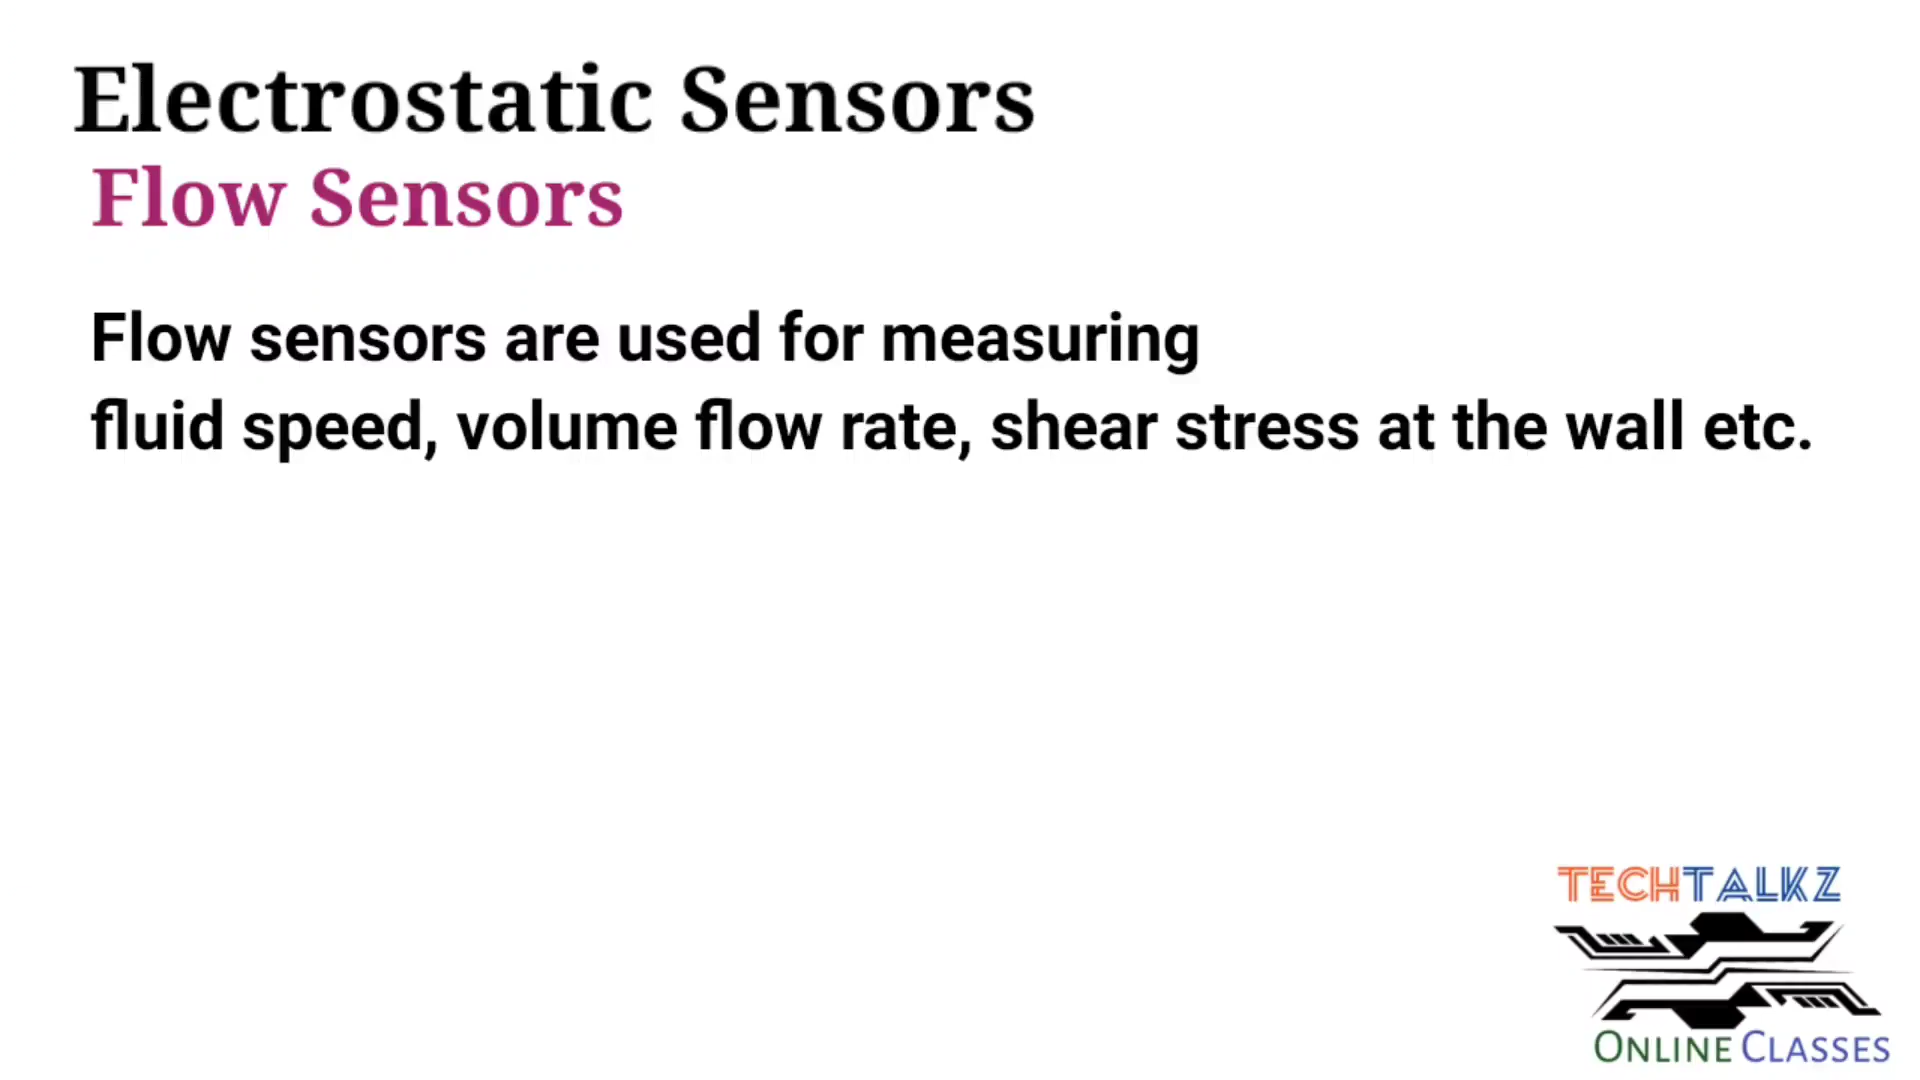 Electrostatic Sensors
Flow Sensors
Flow sensors are used for measuring
fluid speed, volume flow rate, shear stress at the wall etc.
TECHTALKZ
ONLINE CLASSES